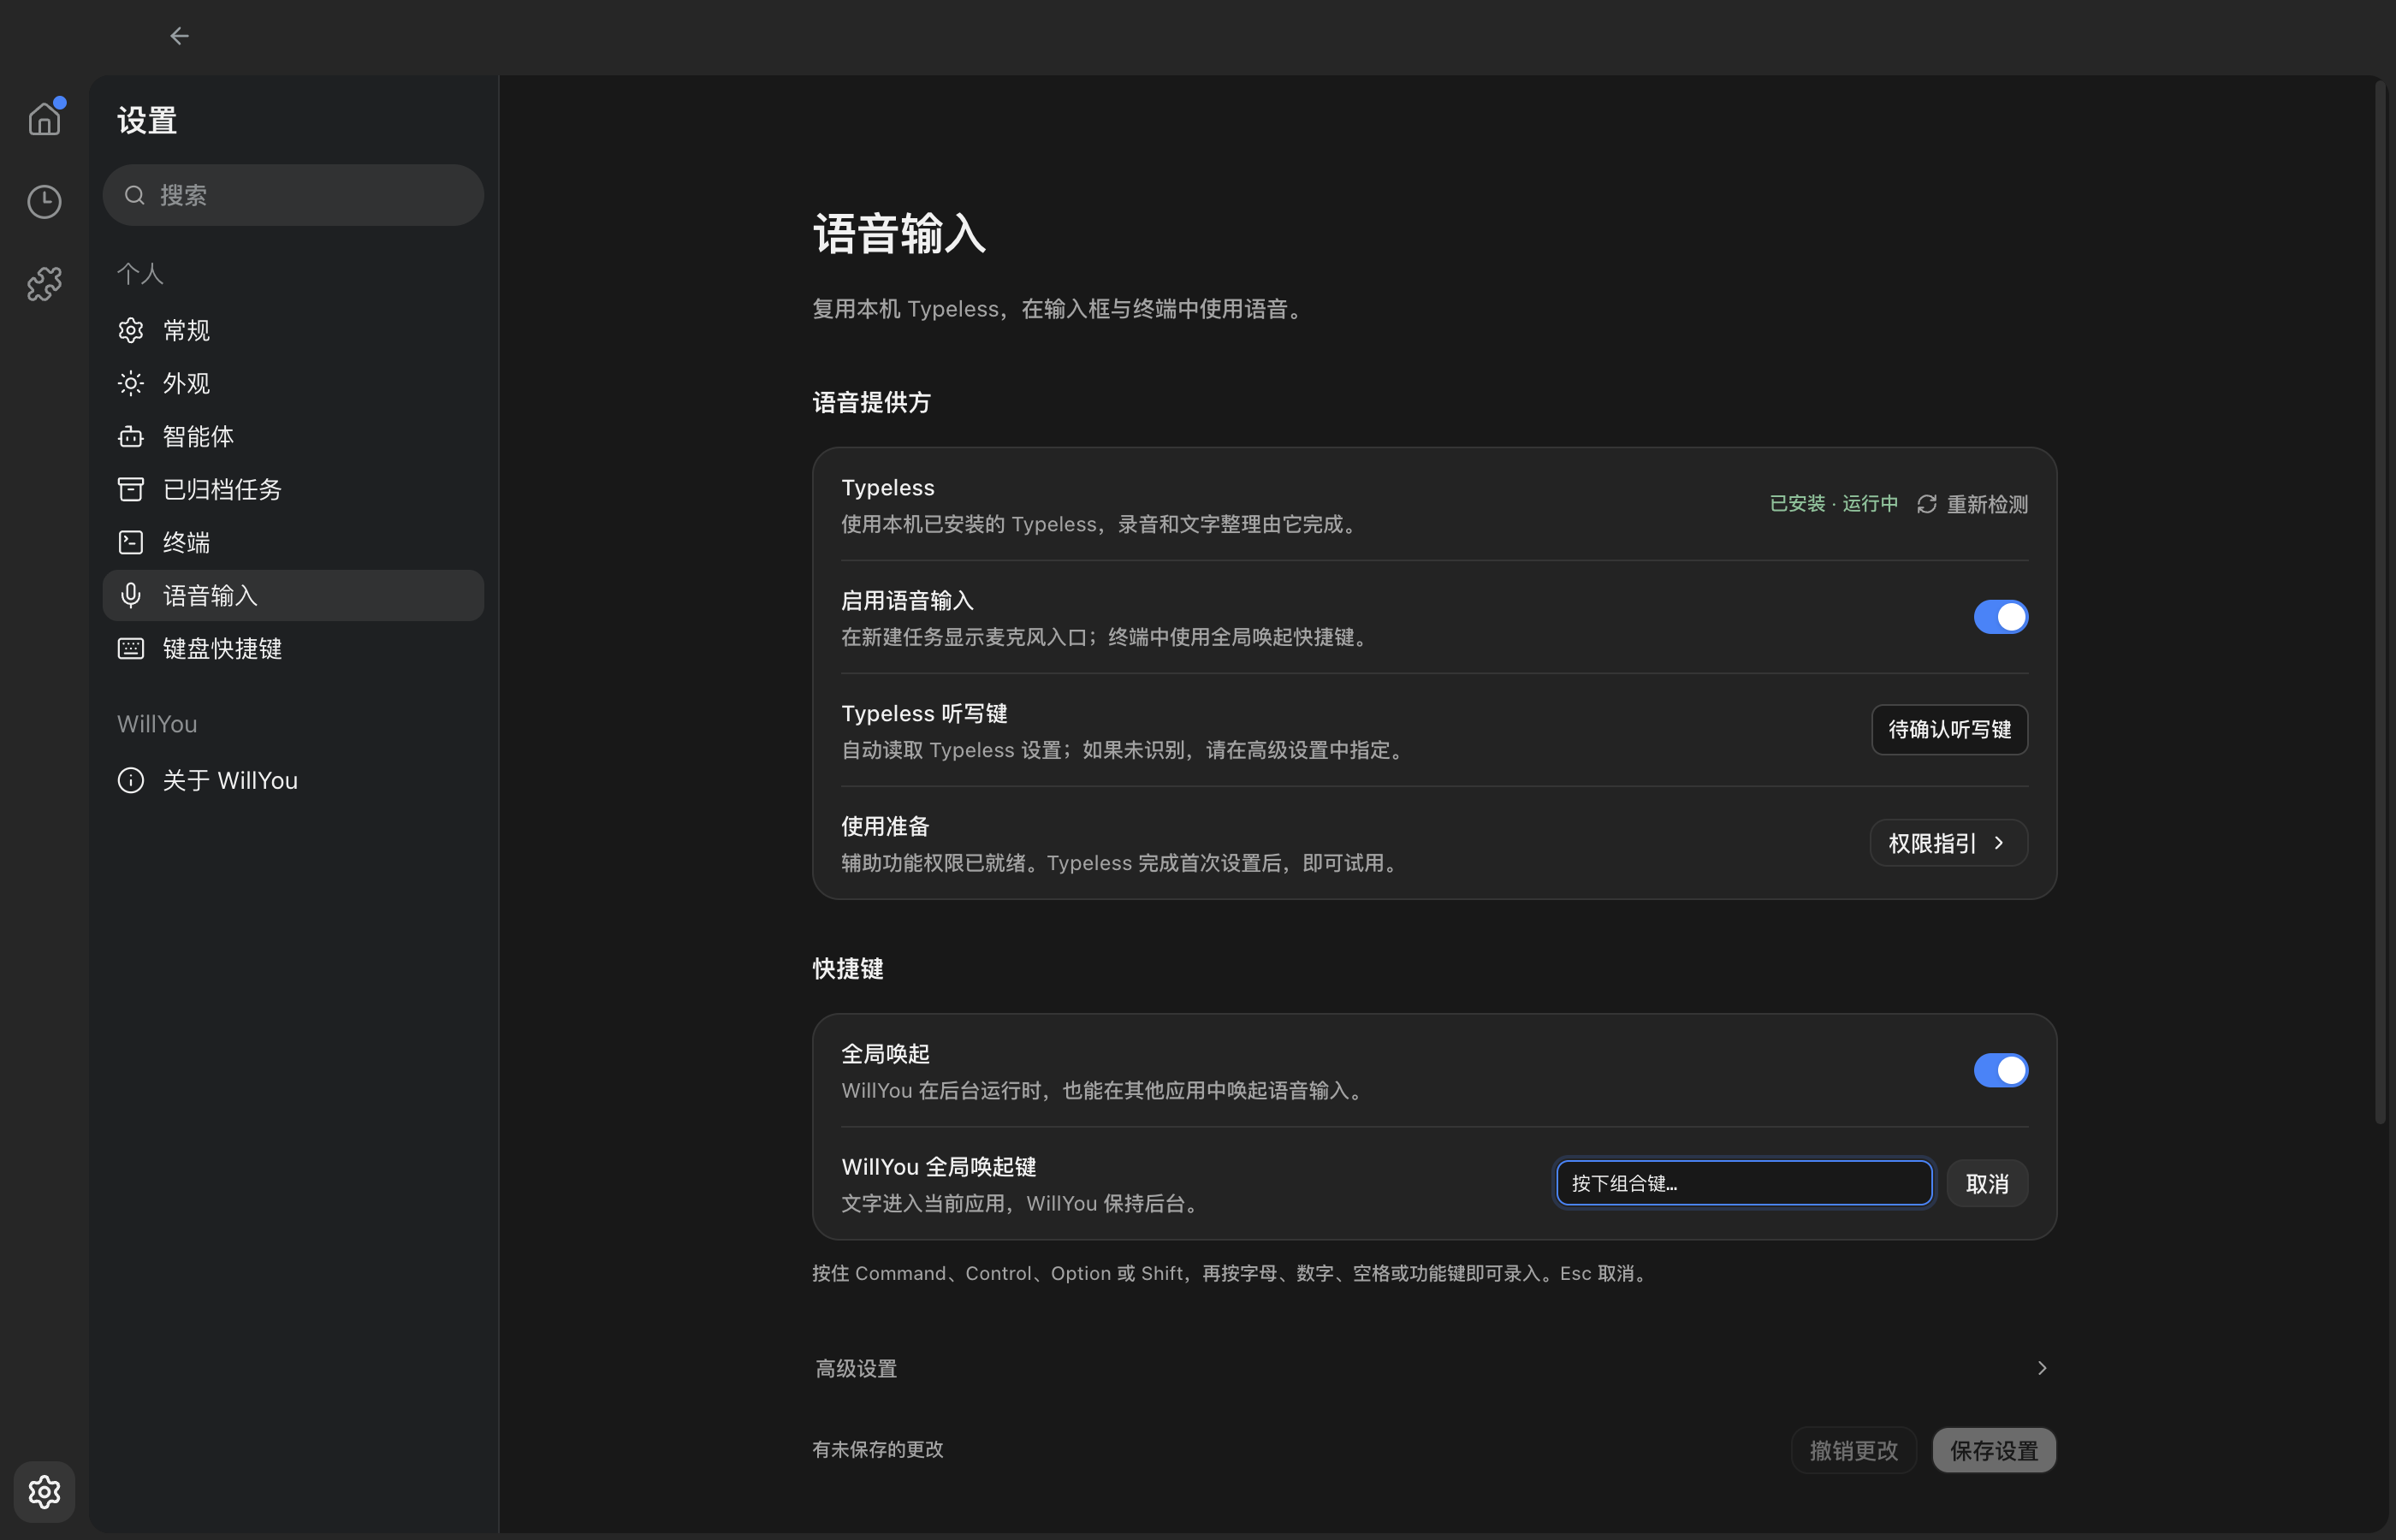 设置
搜索
个人
常规
外观
智能体
已归档任务
终端
语音输入
键盘快捷键
WillYou
关于 WillYou
语音输入
复用本机 Typeless，在输入框与终端中使用语音。
语音提供方
Typeless
使用本机已安装的 Typeless，录音和文字整理由它完成。
已安装 · 运行中
重新检测
启用语音输入
在新建任务显示麦克风入口；终端中使用全局唤起快捷键。
Typeless 听写键
自动读取 Typeless 设置；如果未识别，请在高级设置中指定。
待确认听写键
使用准备
辅助功能权限已就绪。Typeless 完成首次设置后，即可试用。
权限指引
快捷键
全局唤起
WillYou 在后台运行时，也能在其他应用中唤起语音输入。
WillYou 全局唤起键
文字进入当前应用，WillYou 保持后台。
按下组合键...
取消
按住 Command、Control、Option 或 Shift，再按字母、数字、空格或功能键即可录入。Esc 取消。
高级设置
有未保存的更改
撤销更改
保存设置